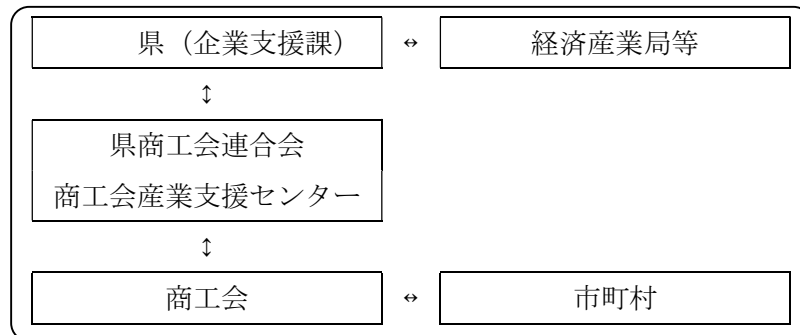 県（企業支援課） ↔ 経済産業局等
↕
県商工会連合会
商工会産業支援センター
↕
商工会 ↔ 市町村